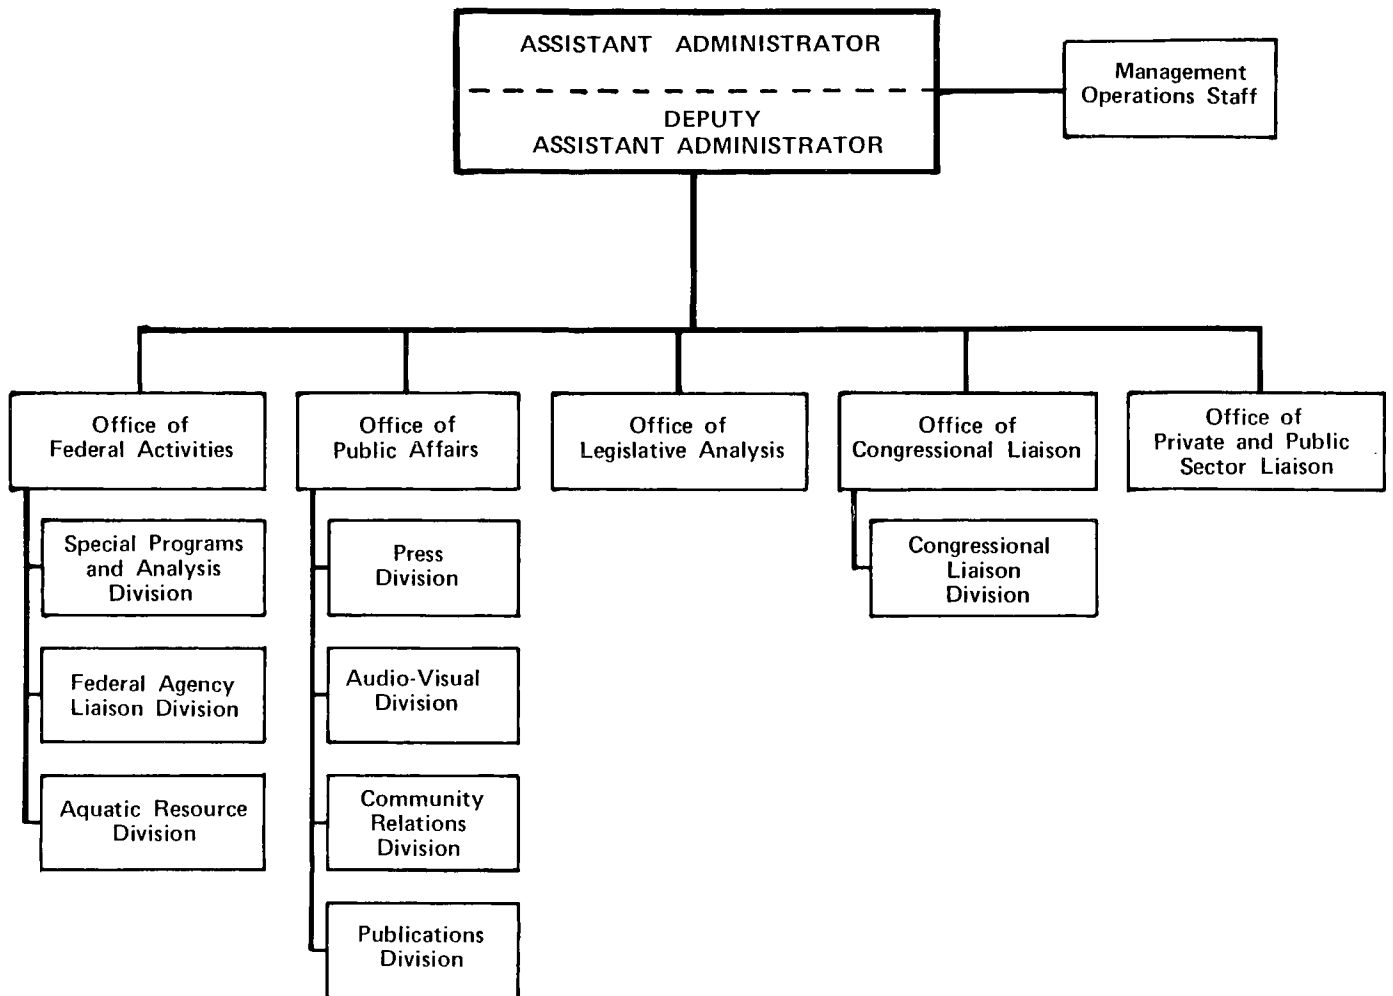 ASSISTANT ADMINISTRATOR
DEPUTY
ASSISTANT ADMINISTRATOR
Management
Operations Staff
Office of
Federal Activities
Office of
Public Affairs
Office of
Legislative Analysis
Office of
Congressional Liaison
Office of
Private and Public
Sector Liaison
Special Programs
and Analysis
Division
Federal Agency
Liaison Division
Aquatic Resource
Division
Press
Division
Audio-Visual
Division
Community
Relations
Division
Publications
Division
Congressional
Liaison
Division